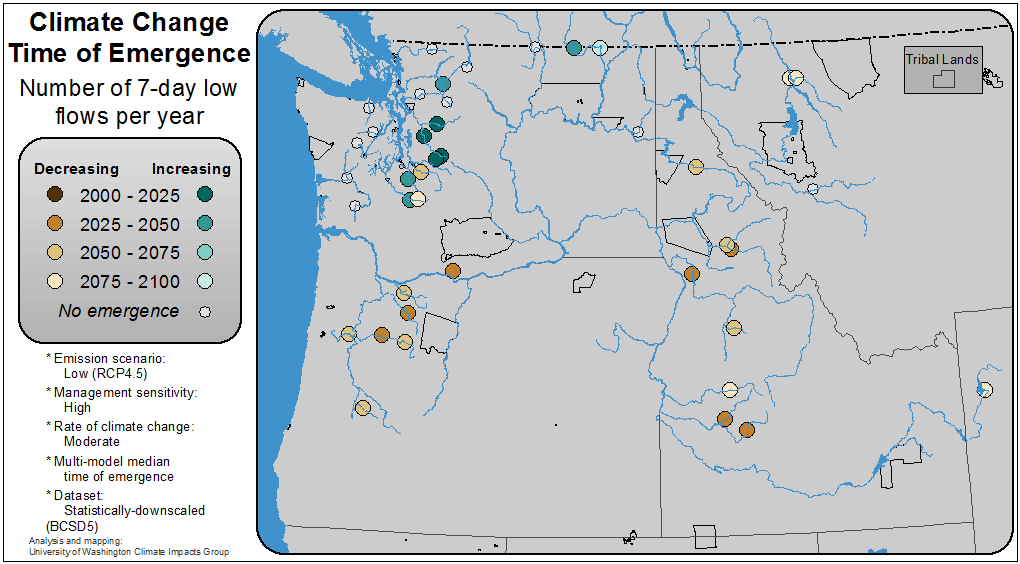 Climate Change
Time of Emergence
Number of 7-day low
flows per year
Decreasing Increasing
2000 - 2025
2025 - 2050
2050 - 2075
2075 - 2100
No emergence
* Emission scenario:
Low (RCP4.5)
* Management sensitivity:
High
* Rate of climate change:
Moderate
* Multi-model median
time of emergence
* Dataset:
Statistically-downscaled
(BCSD5)
Analysis and mapping:
University of Washington Climate Impacts Group
Tribal Lands